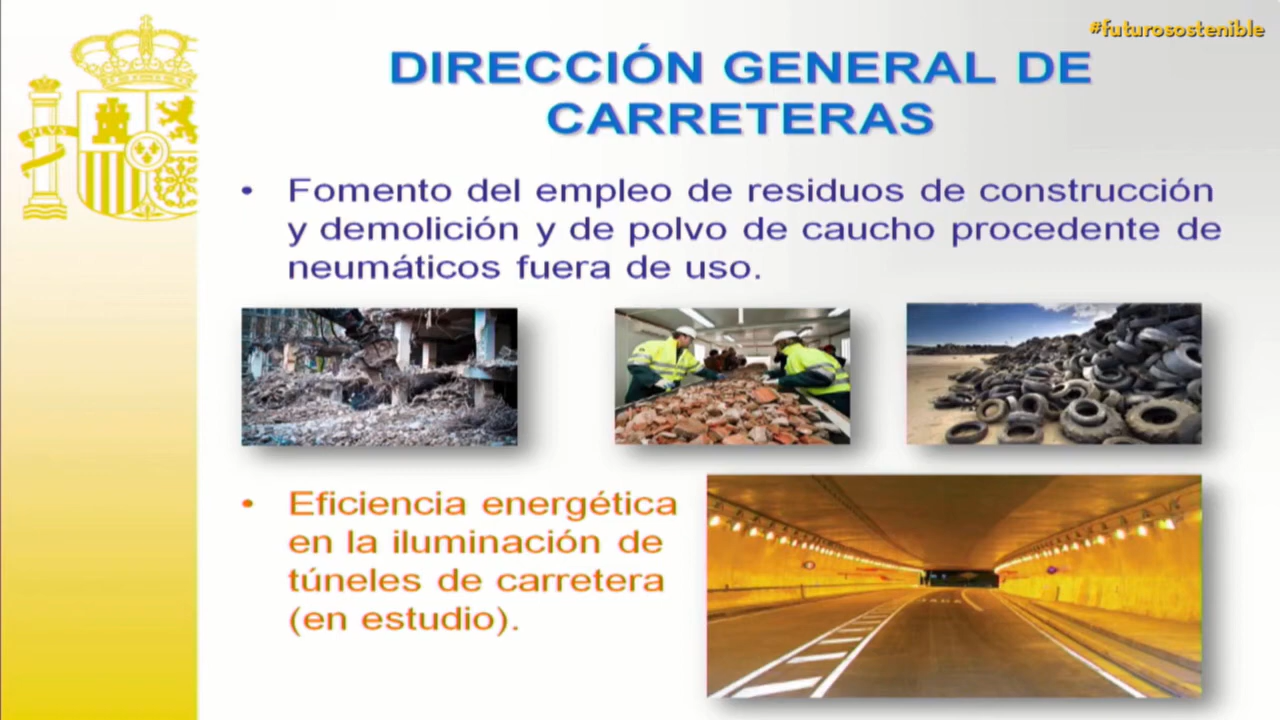 #futurosostenible
DIRECCIÓN GENERAL DE
CARRETERAS
• Fomento del empleo de residuos de construcción
y demolición y de polvo de caucho procedente de
neumáticos fuera de uso.
• Eficiencia energética
en la iluminación de
túneles de carretera
(en estudio).